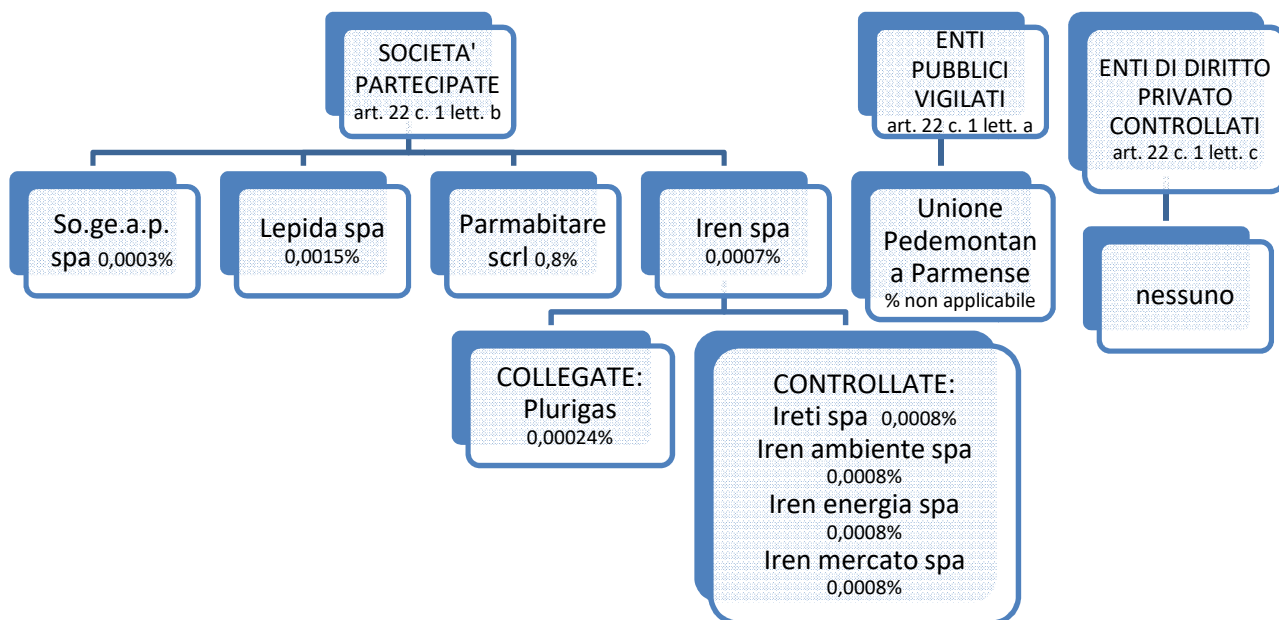 SOCIETA'
PARTECIPATE
art. 22 c. 1 lett. b
ENTI
PUBBLICI
VIGILATI
art. 22 c. 1 lett. a
ENTI DI DIRITTO
PRIVATO
CONTROLLATI
art. 22 c. 1 lett. c
So.ge.a.p.
spa 0,0003%
Lepida spa
0,0015%
Parmabitare
scrl 0,8%
Iren spa
0,0007%
Unione
Pedemontan
a Parmense
% non applicabile
nessuno
COLLEGATE:
Plurigas
0,00024%
CONTROLLATE:
Ireti spa 0,0008%
Iren ambiente spa
0,0008%
Iren energia spa
0,0008%
Iren mercato spa
0,0008%